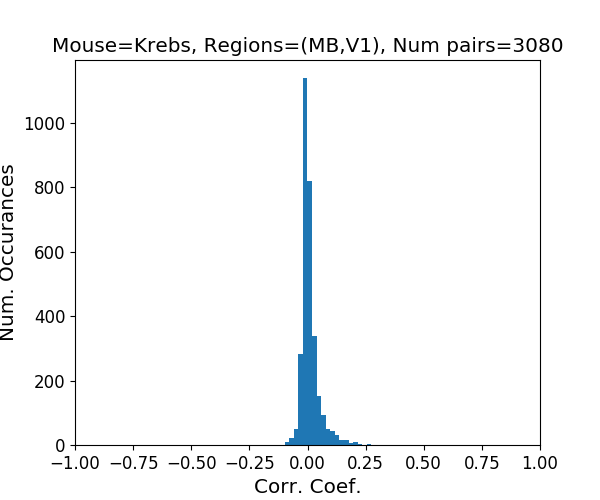 Mouse=Krebs, Regions=(MB,V1), Num pairs=3080
Num. Occurances
1000
800
600
400
200
0
−1.00 −0.75 −0.50 −0.25 0.00 0.25 0.50 0.75 1.00
Corr. Coef.